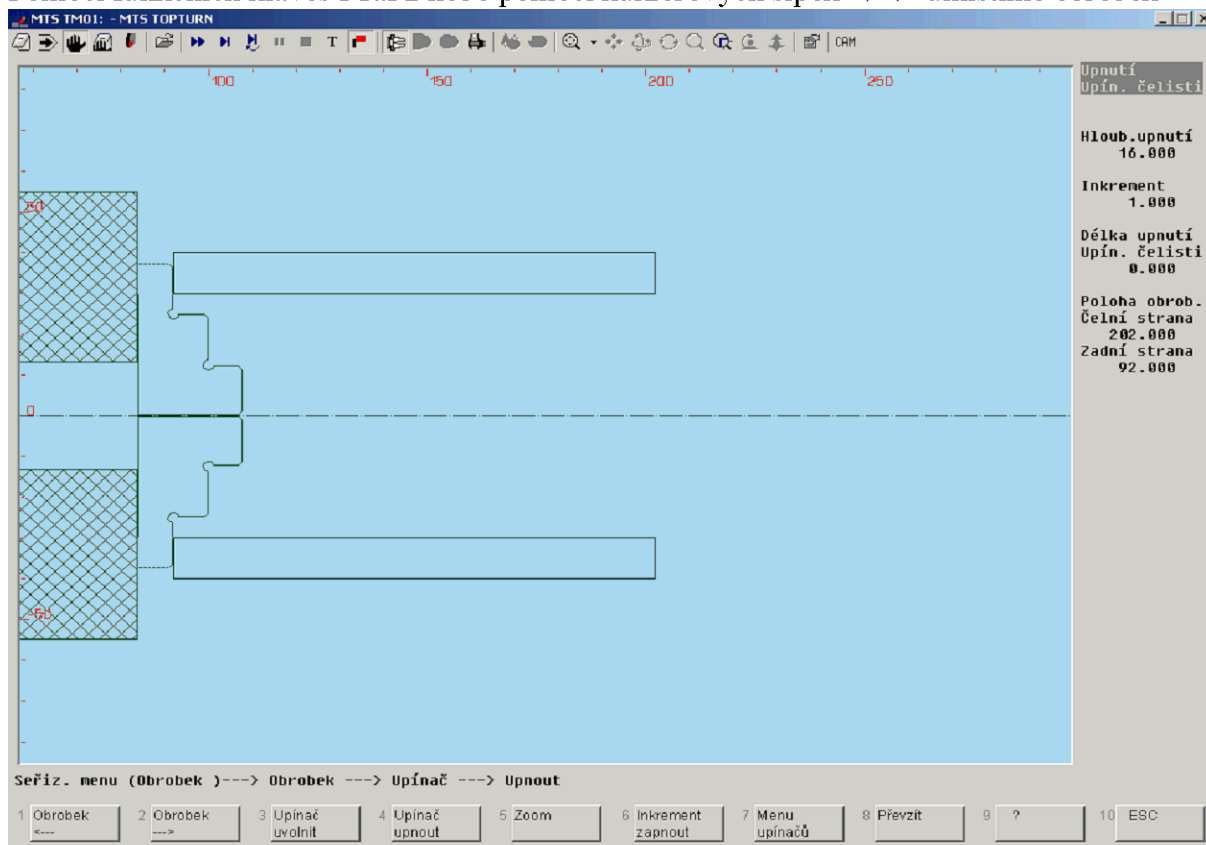 MTS TM01: - MTS TOPTURN
T CAM
100 150 200 250
0
-50
Upnutí
Upín. čelisti
Hloub.upnutí
16.000
Inkrement
1.000
Délka upnutí
Upín. čelisti
0.000
Poloha obrob.
Čelní strana
202.000
Zadní strana
92.000
Seřiz. menu (Obrobek )---> Obrobek ---> Upínač ---> Upnout
1 Obrobek <---
2 Obrobek --->
3 Upínač uvolnit
4 Upínač upnout
5 Zoom
6 Inkrement zapnout
7 Menu upínačů
8 Převzít
9 ?
10 ESC